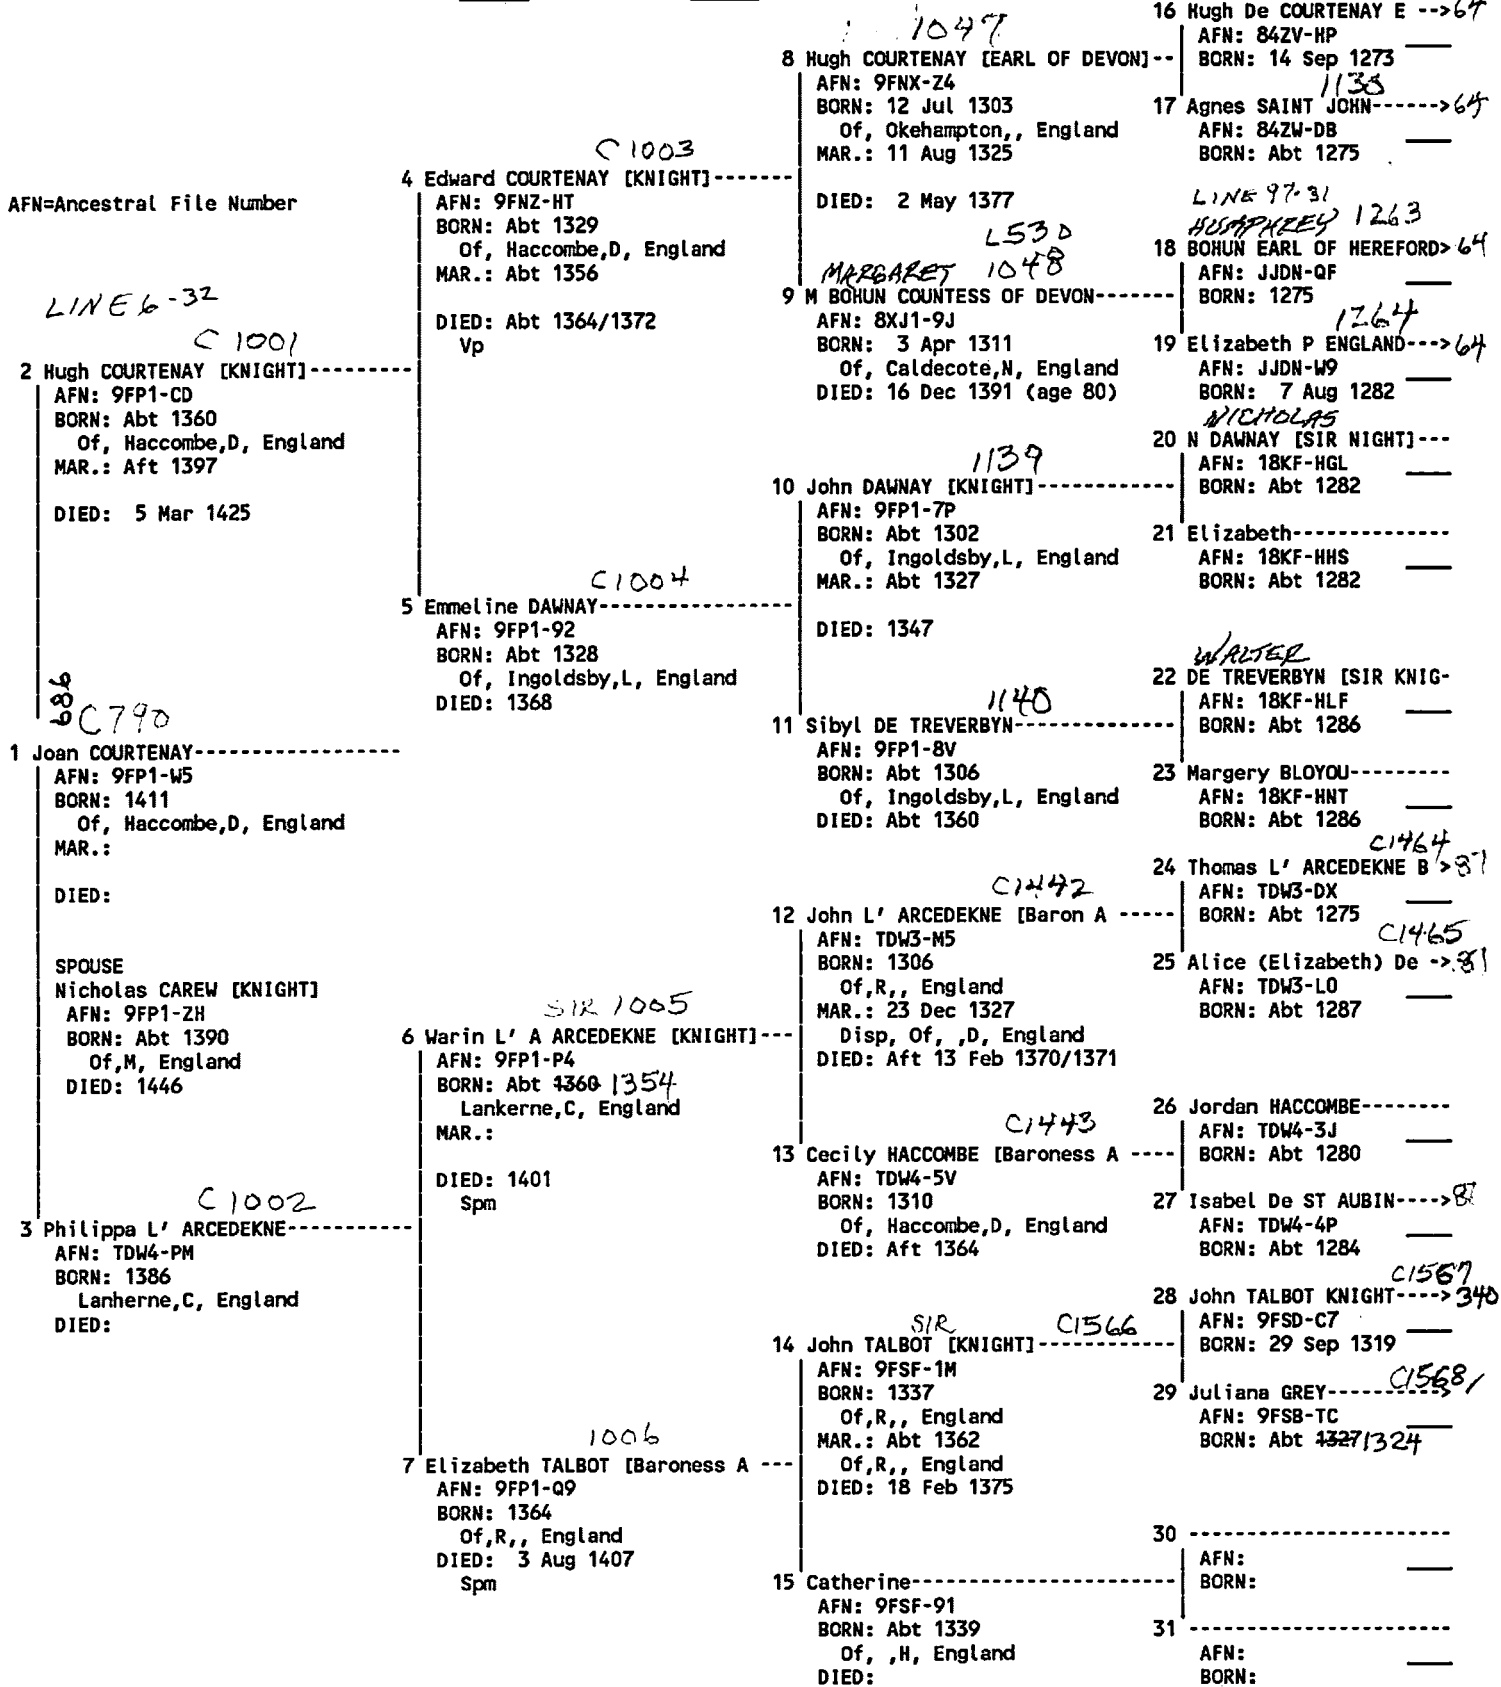 AFN=Ancestral File Number
LINE 6-32
C 1001
2 Hugh COURTENAY [KNIGHT]---------
AFN: 9FP1-CD
BORN: Abt 1360
Of, Haccombe,D, England
MAR.: Aft 1397
DIED: 5 Mar 1425
686
C790
1 Joan COURTENAY-----------------
AFN: 9FP1-W5
BORN: 1411
Of, Haccombe,D, England
MAR.:
DIED:
SPOUSE
Nicholas CAREW [KNIGHT]
AFN: 9FP1-ZH
BORN: Abt 1390
Of,M, England
DIED: 1446
C 1002
3 Philippa L' ARCEDEKNE-----------
AFN: TDW4-PM
BORN: 1386
Lanherne,C, England
DIED:
C 1003
4 Edward COURTENAY [KNIGHT]-------
AFN: 9FNZ-HT
BORN: Abt 1329
Of, Haccombe,D, England
MAR.: Abt 1356
DIED: Abt 1364/1372
Vp
C1004
5 Emmeline DAWNAY----------------
AFN: 9FP1-92
BORN: Abt 1328
Of, Ingoldsby,L, England
DIED: 1368
SIR 1005
6 Warin L' A ARCEDEKNE [KNIGHT]---
AFN: 9FP1-P4
BORN: Abt 1360 1354
Lankerne,C, England
MAR.:
DIED: 1401
Spm
1006
7 Elizabeth TALBOT [Baroness A ---
AFN: 9FP1-Q9
BORN: 1364
Of,R,, England
DIED: 3 Aug 1407
Spm
1047
8 Hugh COURTENAY [EARL OF DEVON]--
AFN: 9FNX-Z4
BORN: 12 Jul 1303
Of, Okehampton,, England
MAR.: 11 Aug 1325
DIED: 2 May 1377
L530
MARGARET 1048
9 M BOHUN COUNTESS OF DEVON-------
AFN: 8XJ1-9J
BORN: 3 Apr 1311
Of, Caldecote,N, England
DIED: 16 Dec 1391 (age 80)
1139
10 John DAWNAY [KNIGHT]------------
AFN: 9FP1-7P
BORN: Abt 1302
Of, Ingoldsby,L, England
MAR.: Abt 1327
DIED: 1347
1140
11 Sibyl DE TREVERBYN--------------
AFN: 9FP1-8V
BORN: Abt 1306
Of, Ingoldsby,L, England
DIED: Abt 1360
C1442
12 John L' ARCEDEKNE [Baron A -----
AFN: TDW3-M5
BORN: 1306
Of,R,, England
MAR.: 23 Dec 1327
Disp, Of, ,D, England
DIED: Aft 13 Feb 1370/1371
C1443
13 Cecily HACCOMBE [Baroness A ----
AFN: TDW4-5V
BORN: 1310
Of, Haccombe,D, England
DIED: Aft 1364
SIR C1566
14 John TALBOT [KNIGHT]------------
AFN: 9FSF-1M
BORN: 1337
Of,R,, England
MAR.: Abt 1362
Of,R,, England
DIED: 18 Feb 1375
15 Catherine-----------------------
AFN: 9FSF-91
BORN: Abt 1339
Of, ,H, England
DIED:
16 Hugh De COURTENAY E -->64
AFN: 84ZV-HP
BORN: 14 Sep 1273
1138
17 Agnes SAINT JOHN------>64
AFN: 84ZW-DB
BORN: Abt 1275
LINE 97-31
HUMPHREY 1263
18 BOHUN EARL OF HEREFORD>64
AFN: JJDN-QF
BORN: 1275
1264
19 Elizabeth P ENGLAND--->64
AFN: JJDN-W9
BORN: 7 Aug 1282
NICHOLAS
20 N DAWNAY [SIR NIGHT]---
AFN: 18KF-HGL
BORN: Abt 1282
21 Elizabeth--------------
AFN: 18KF-HHS
BORN: Abt 1282
WALTER
22 DE TREVERBYN [SIR KNIG-
AFN: 18KF-HLF
BORN: Abt 1286
23 Margery BLOYOU---------
AFN: 18KF-HNT
BORN: Abt 1286
C1464
24 Thomas L' ARCEDEKNE B >
AFN: TDW3-DX
BORN: Abt 1275
C1465
25 Alice (Elizabeth) De ->
AFN: TDW3-LO
BORN: Abt 1287
26 Jordan HACCOMBE--------
AFN: TDW4-3J
BORN: Abt 1280
27 Isabel De ST AUBIN---->
AFN: TDW4-4P
BORN: Abt 1284
C1567
28 John TALBOT KNIGHT---->340
AFN: 9FSD-C7
BORN: 29 Sep 1319
C1568
29 Juliana GREY---------->
AFN: 9FSB-TC
BORN: Abt 1327 1324
30 -----------------------
AFN:
BORN:
31 -----------------------
AFN:
BORN: